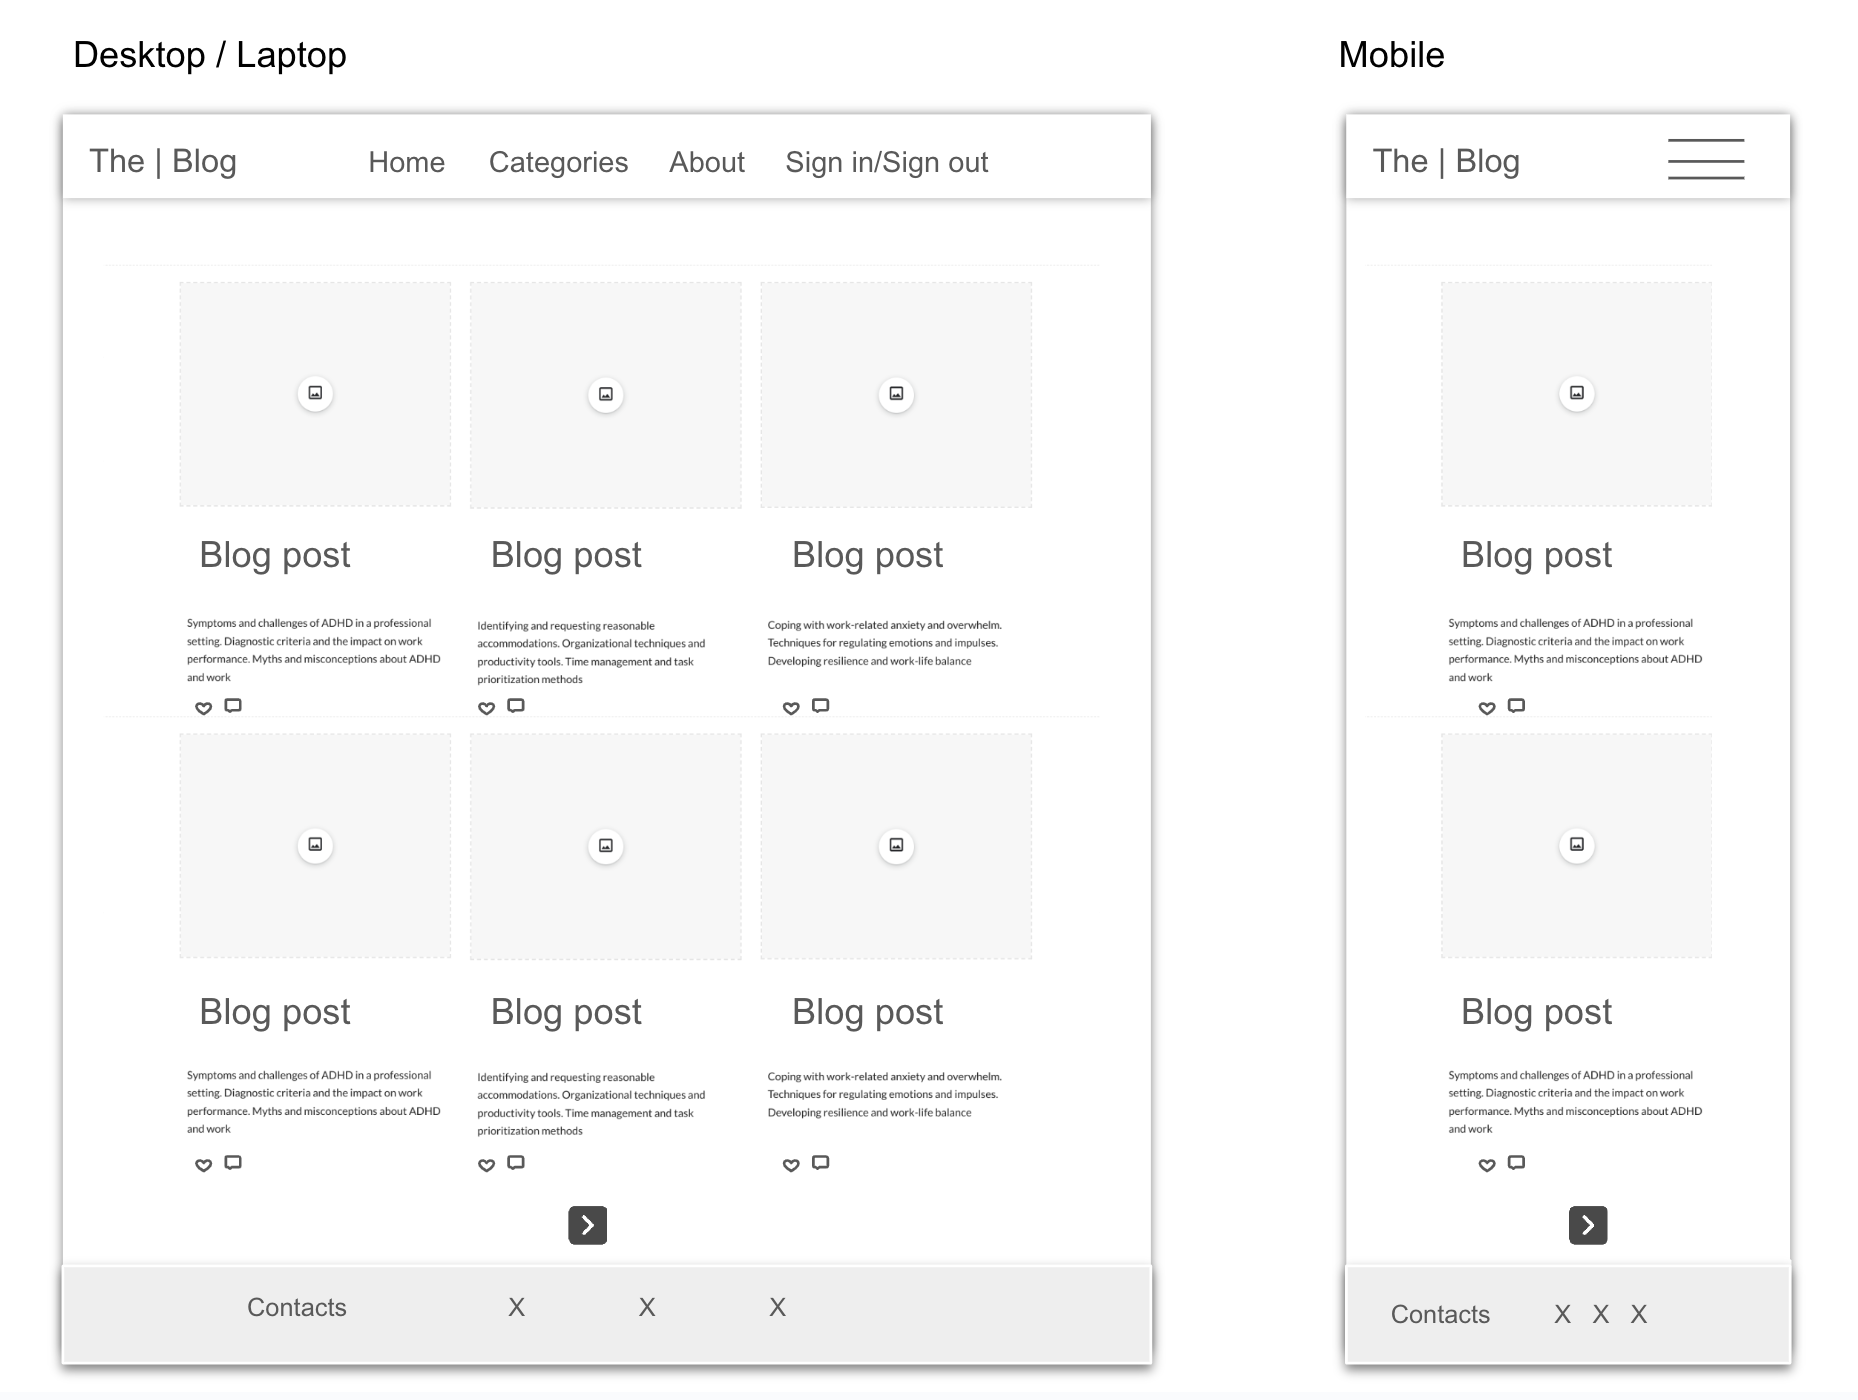 Desktop / Laptop
Mobile
The | Blog
Home
Categories
About
Sign in/Sign out
Blog post
Blog post
Blog post
Symptoms and challenges of ADHD in a professional
setting. Diagnostic criteria and the impact on work
performance. Myths and misconceptions about ADHD
and work
Identifying and requesting reasonable
accommodations. Organizational techniques and
productivity tools. Time management and task
prioritization methods
Coping with work-related anxiety and overwhelm.
Techniques for regulating emotions and impulses.
Developing resilience and work-life balance
Blog post
Blog post
Blog post
Symptoms and challenges of ADHD in a professional
setting. Diagnostic criteria and the impact on work
performance. Myths and misconceptions about ADHD
and work
Identifying and requesting reasonable
accommodations. Organizational techniques and
productivity tools. Time management and task
prioritization methods
Coping with work-related anxiety and overwhelm.
Techniques for regulating emotions and impulses.
Developing resilience and work-life balance
Contacts X X X
The | Blog
Blog post
Symptoms and challenges of ADHD in a professional
setting. Diagnostic criteria and the impact on work
performance. Myths and misconceptions about ADHD
and work
Blog post
Symptoms and challenges of ADHD in a professional
setting. Diagnostic criteria and the impact on work
performance. Myths and misconceptions about ADHD
and work
Contacts X X X